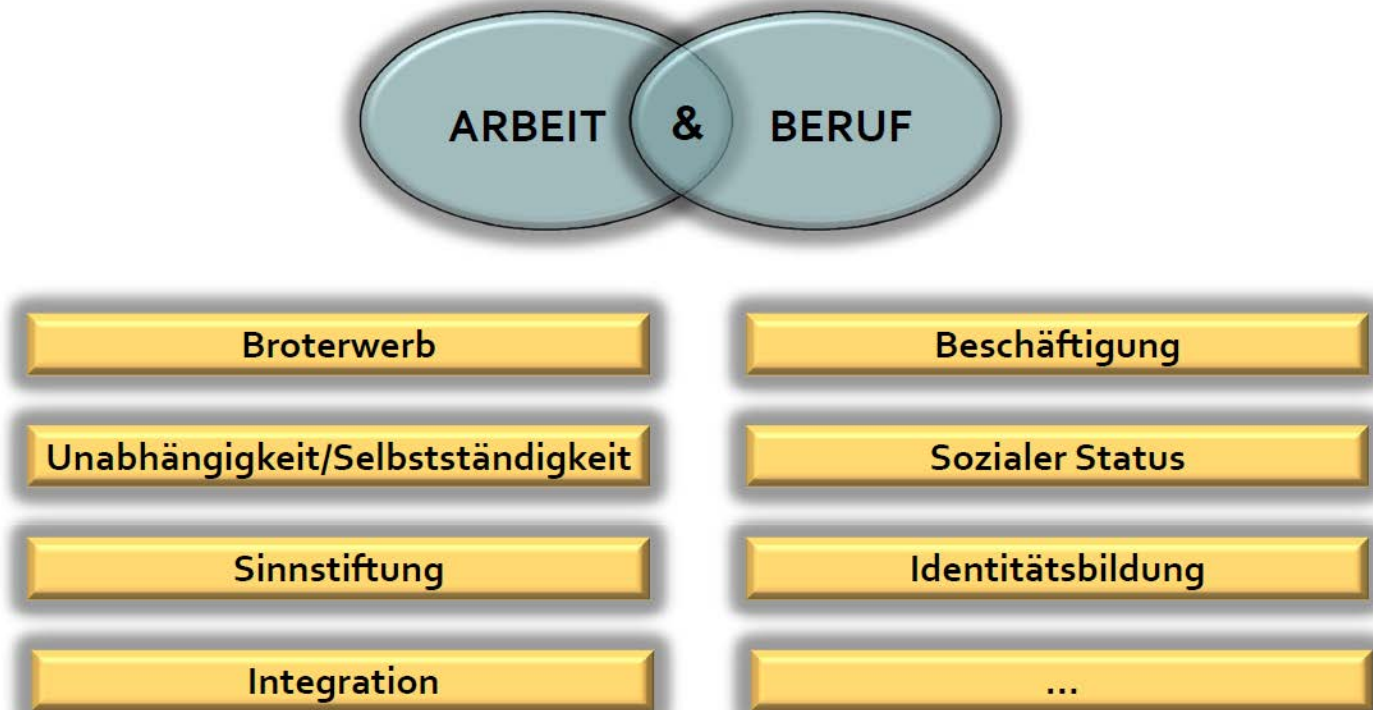 ARBEIT & BERUF
Broterwerb
Beschäftigung
Unabhängigkeit/Selbstständigkeit
Sozialer Status
Sinnstiftung
Identitätsbildung
Integration
...